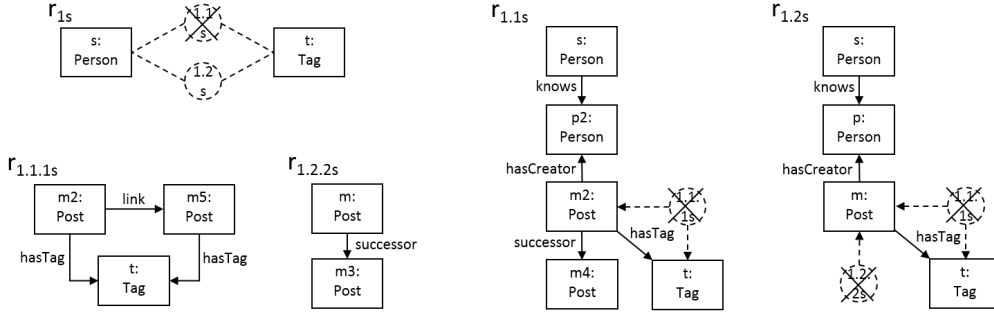 r1s
s:
Person
1.1
s
1.2
s
t:
Tag
r1.1.1s
m2:
Post
link
m5:
Post
hasTag
hasTag
t:
Tag
r1.2.2s
m:
Post
successor
m3:
Post
r1.1s
s:
Person
knows
p2:
Person
hasCreator
m2:
Post
1.1.
1s
hasTag
successor
m4:
Post
t:
Tag
r1.2s
s:
Person
knows
p:
Person
hasCreator
m:
Post
1.1.
1s
hasTag
1.2.
2s
t:
Tag